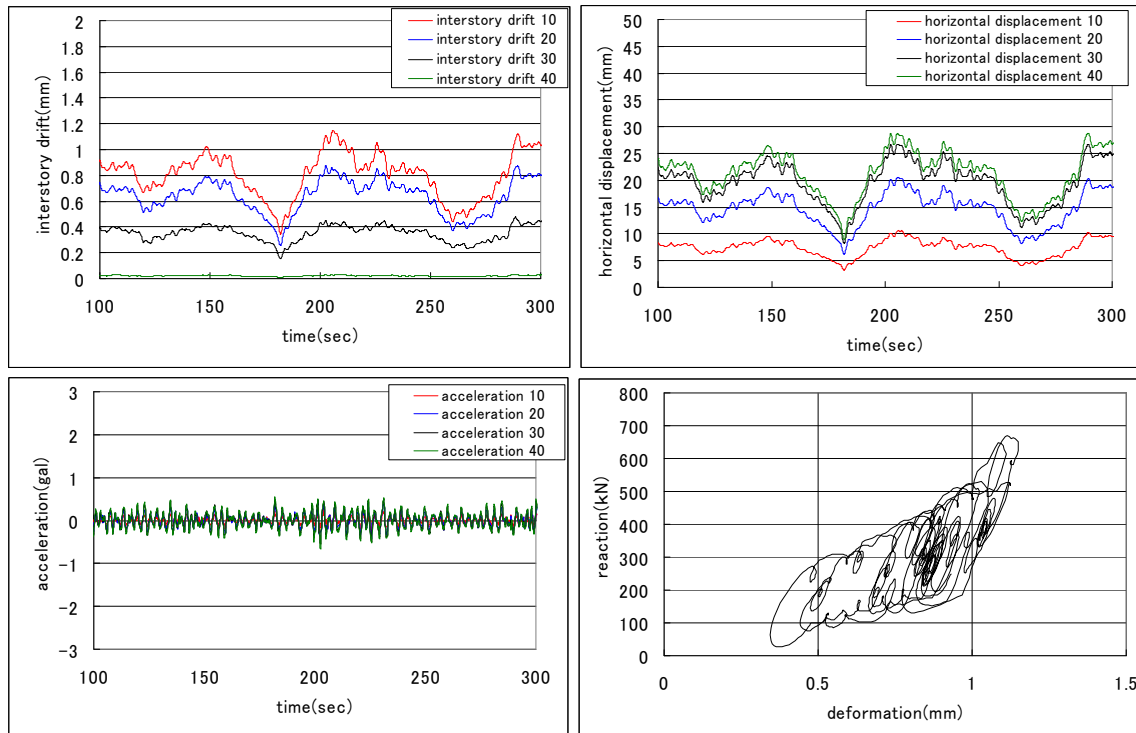 interstory drift 10
interstory drift 20
interstory drift 30
interstory drift 40
2
1.8
1.6
1.4
1.2
1
0.8
0.6
0.4
0.2
0
interstory drift(mm)
100 150 200 250 300
time(sec)
horizontal displacement 10
horizontal displacement 20
horizontal displacement 30
horizontal displacement 40
50
45
40
35
30
25
20
15
10
5
0
horizontal displacement(mm)
100 150 200 250 300
time(sec)
acceleration 10
acceleration 20
acceleration 30
acceleration 40
3
2
1
0
-1
-2
-3
acceleration(gal)
100 150 200 250 300
time(sec)
800
700
600
500
400
300
200
100
0
reaction(kN)
0 0.5 1 1.5
deformation(mm)